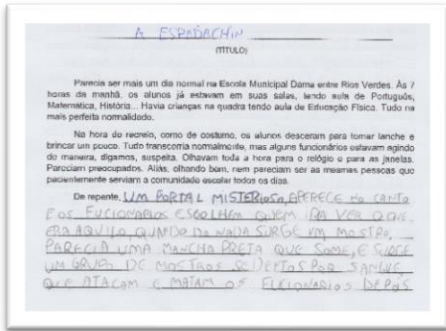 A ESPADACHIN
(TÍTULO)
Parecia ser mais um dia normal na Escola Municipal Dama entre Rios Verdes. Às 7
horas da manhã, os alunos já estavam em suas salas, tendo aula de Português,
Matemática, História... Havia crianças na quadra tendo aula de Educação Física. Tudo na
mais perfeita normalidade.
Na hora do recreio, como de costume, os alunos desceram para tomar lanche e
brincar um pouco. Tudo transcorria normalmente, mas alguns funcionários estavam agindo
de maneira, digamos, suspeita. Olhavam toda a hora para o relógio e para as janelas.
Pareciam preocupados. Aliás, olhando bem, nem pareciam ser as mesmas pessoas que
pacientemente serviam a comunidade escolar todos os dias.
De repente, UM PORTAL MISTERIOSO, APERECE NO CANTO
E OS FUCIONARIOS ESCOLHEM QUEM IRA VER O QUE
ERA AQUILO, QUANDO DO NADA SURGE UM MOSTRO,
PARECIA UMA MANCHA PRETA QUE SOME, E SURGE
UM GRUPO DE MOSTROS SEDENTOS POR SANGUE
QUE ATACAM E MATAM OS FUCIONARIOS DEPOIS